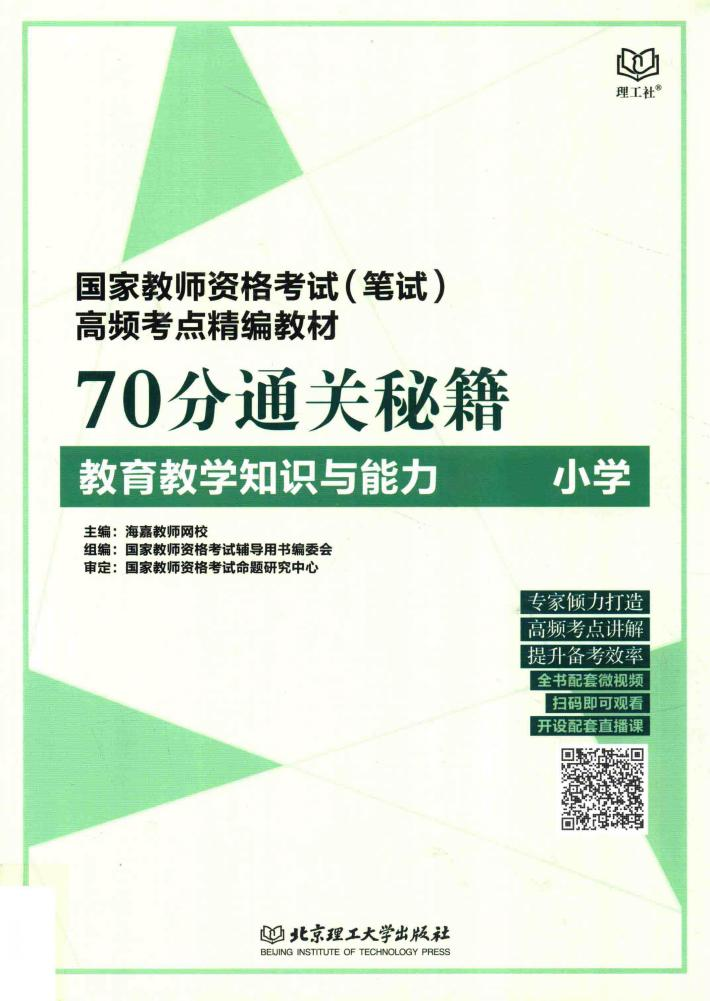 理工社®
国家教师资格考试(笔试)
高频考点精编教材
70分通关秘籍
教育教学知识与能力 小学
主编：海嘉教师网校
组编：国家教师资格考试辅导用书编委会
审定：国家教师资格考试命题研究中心
专家倾力打造
高频考点讲解
提升备考效率
全书配套微视频
扫码即可观看
开设配套直播课
北京理工大学出版社
BEIJING INSTITUTE OF TECHNOLOGY PRESS